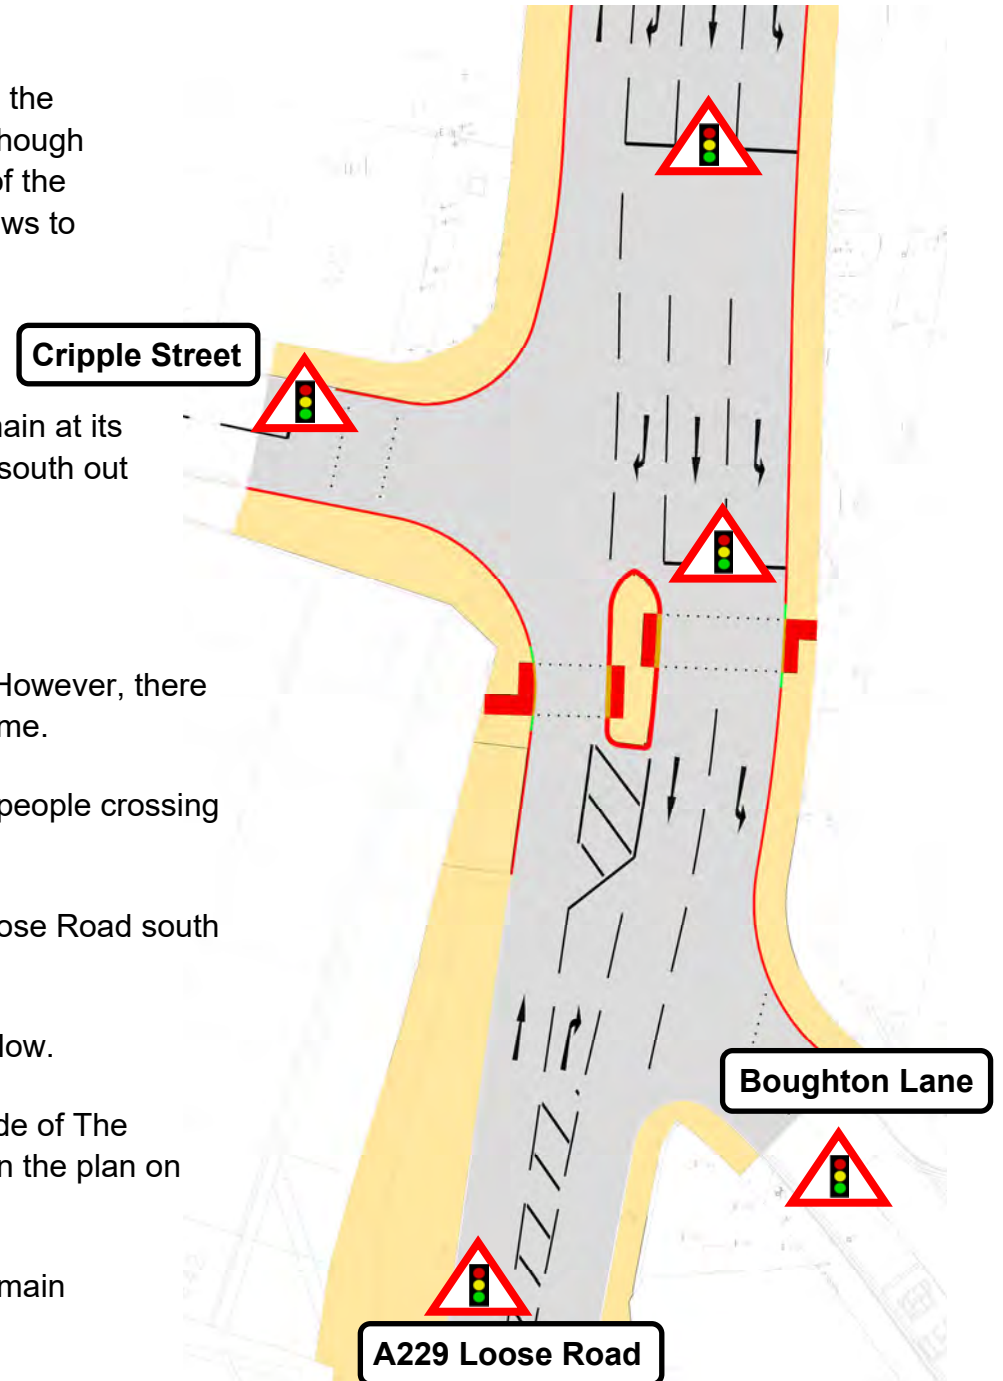 the
hough
of the
ws to
Cripple Street
ain at its
south out
However, there
me.
people crossing
ose Road south
low.
Boughton Lane
de of The
n the plan on
main
A229 Loose Road